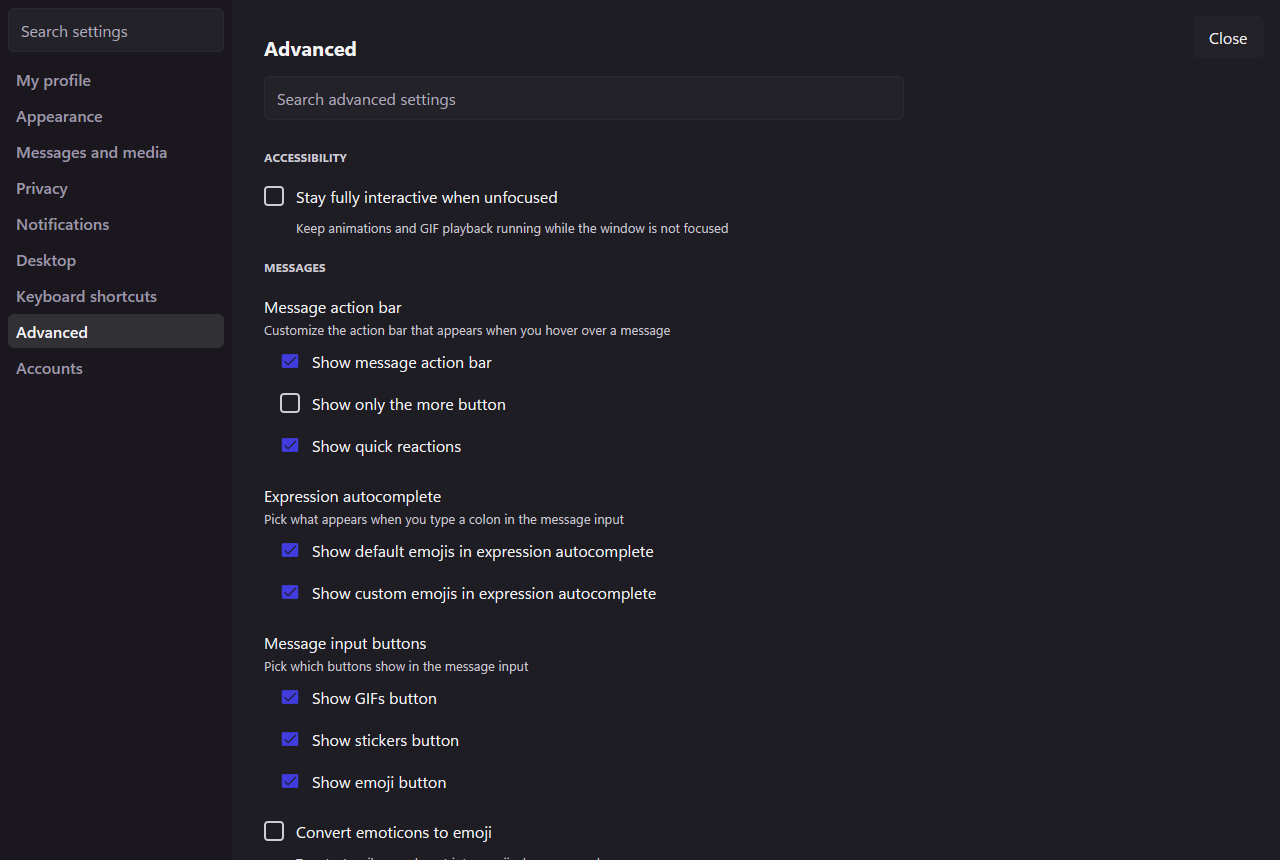 Search settings
My profile
Appearance
Messages and media
Privacy
Notifications
Desktop
Keyboard shortcuts
Advanced
Accounts
Advanced
Close
Search advanced settings
ACCESSIBILITY
Stay fully interactive when unfocused
Keep animations and GIF playback running while the window is not focused
MESSAGES
Message action bar
Customize the action bar that appears when you hover over a message
Show message action bar
Show only the more button
Show quick reactions
Expression autocomplete
Pick what appears when you type a colon in the message input
Show default emojis in expression autocomplete
Show custom emojis in expression autocomplete
Message input buttons
Pick which buttons show in the message input
Show GIFs button
Show stickers button
Show emoji button
Convert emoticons to emoji